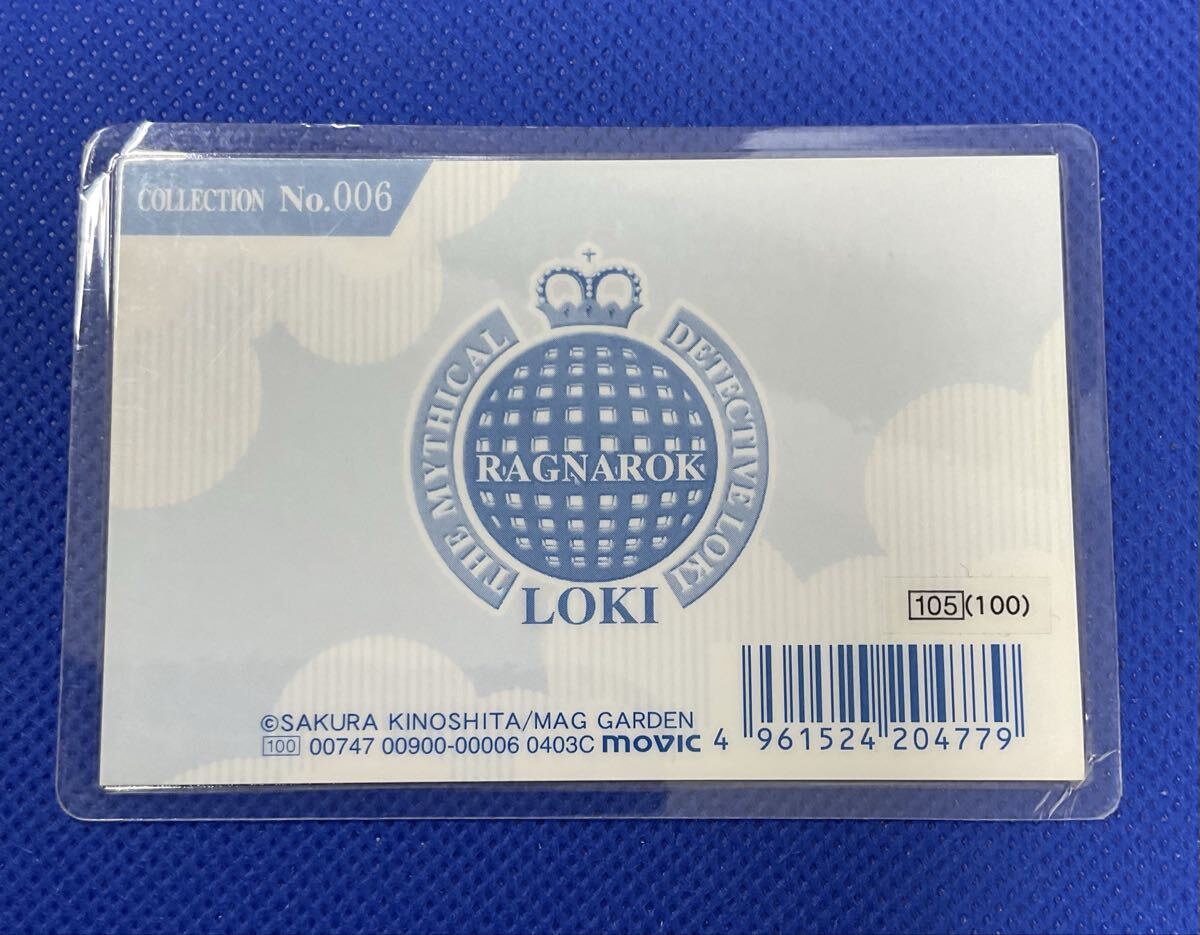 COLLECTION No.006
THE MYTHICAL
DETECTIVE LOKI
RAGNAROK
LOKI
105(100)
©SAKURA KINOSHITA/MAG GARDEN
100 00747 00900-00006 0403C movic
4 961524 204779